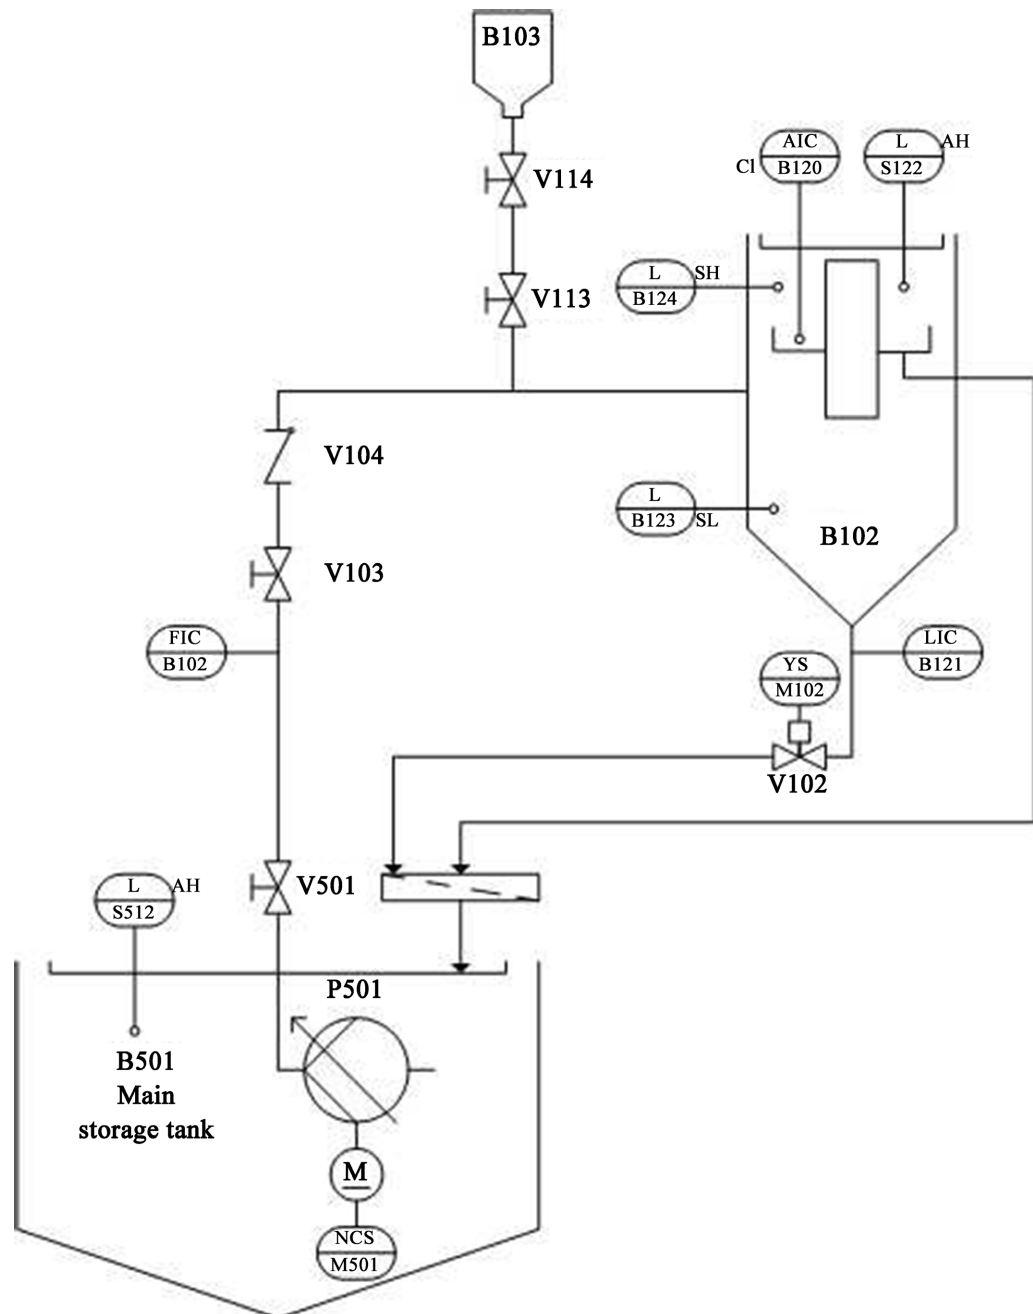 B103
V114
AIC
B120
Cl
L
S122
AH
L
B124
SH
V113
V104
L
B123
SL
B102
V103
FIC
B102
LIC
B121
YS
M102
V102
L
S512
AH
V501
P501
B501
Main
storage tank
M
NCS
M501